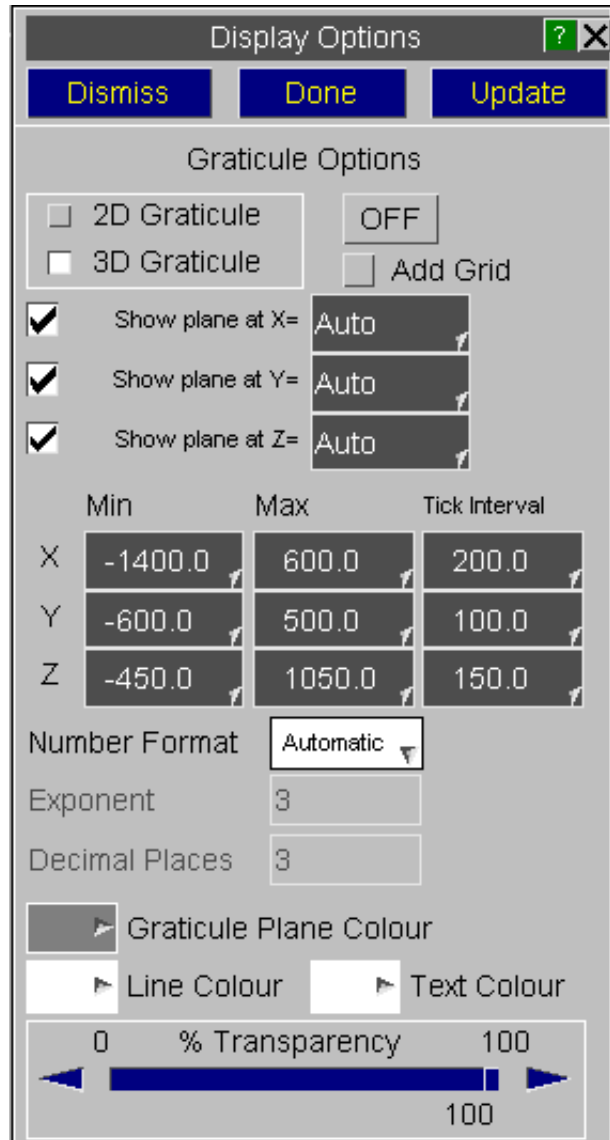 Display Options ? X
Dismiss Done Update
Graticule Options
2D Graticule OFF
3D Graticule Add Grid
Show plane at X= Auto
Show plane at Y= Auto
Show plane at Z= Auto
Min Max Tick Interval
X -1400.0 600.0 200.0
Y -600.0 500.0 100.0
Z -450.0 1050.0 150.0
Number Format Automatic
Exponent 3
Decimal Places 3
Graticule Plane Colour
Line Colour Text Colour
0 % Transparency 100
100